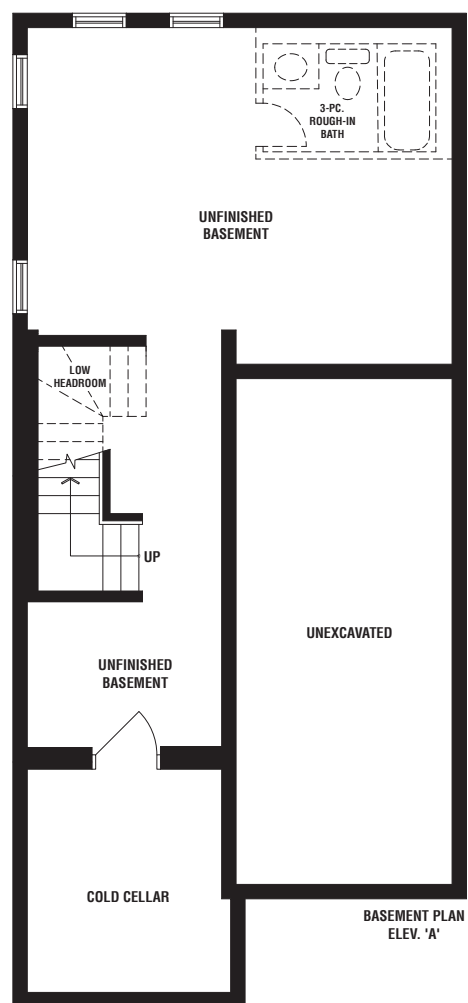 3-PC.
ROUGH-IN
BATH
UNFINISHED
BASEMENT
LOW
HEADROOM
UP
UNEXCAVATED
UNFINISHED
BASEMENT
COLD CELLAR
BASEMENT PLAN
ELEV. 'A'